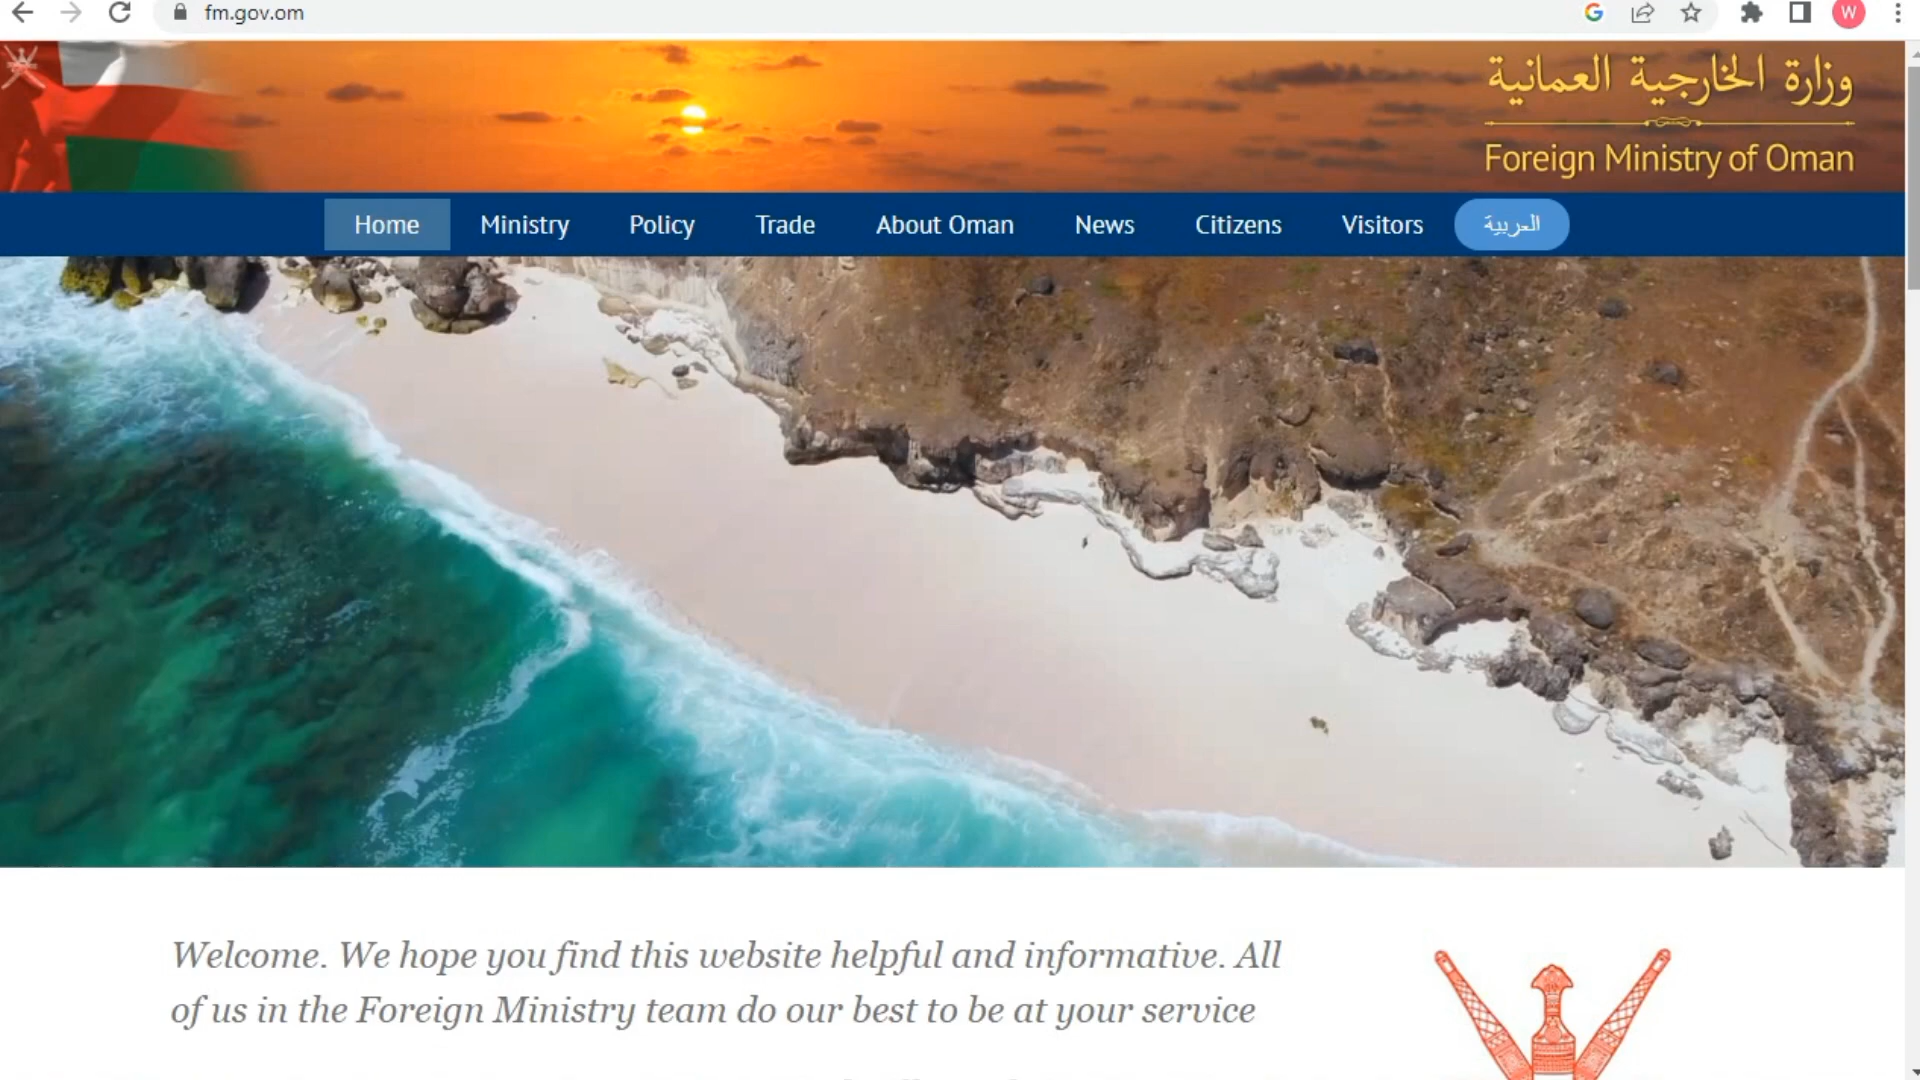 fm.gov.om
W
وزارة الخارجية العمانية
Foreign Ministry of Oman
Home Ministry Policy Trade About Oman News Citizens Visitors العربية
Welcome. We hope you find this website helpful and informative. All
of us in the Foreign Ministry team do our best to be at your service